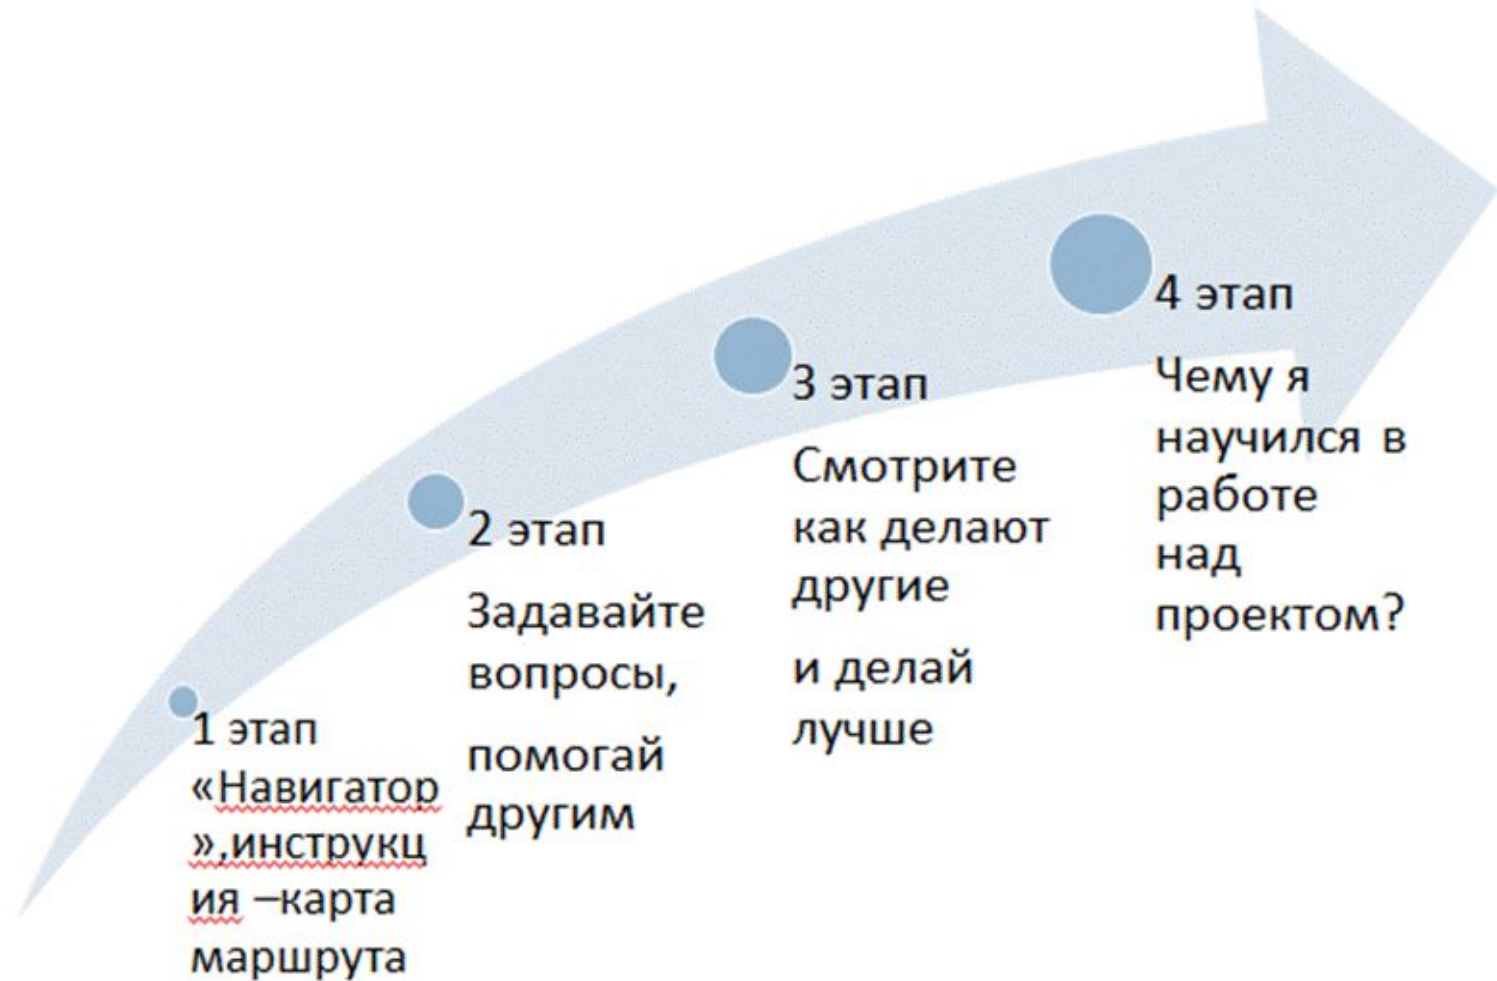 1 этап
«Навигатор
»,инструкц
ия –карта
маршрута
2 этап
Задавайте
вопросы,
помогай
другим
3 этап
Смотрите
как делают
другие
и делай
лучше
4 этап
Чему я
научился в
работе
над
проектом?